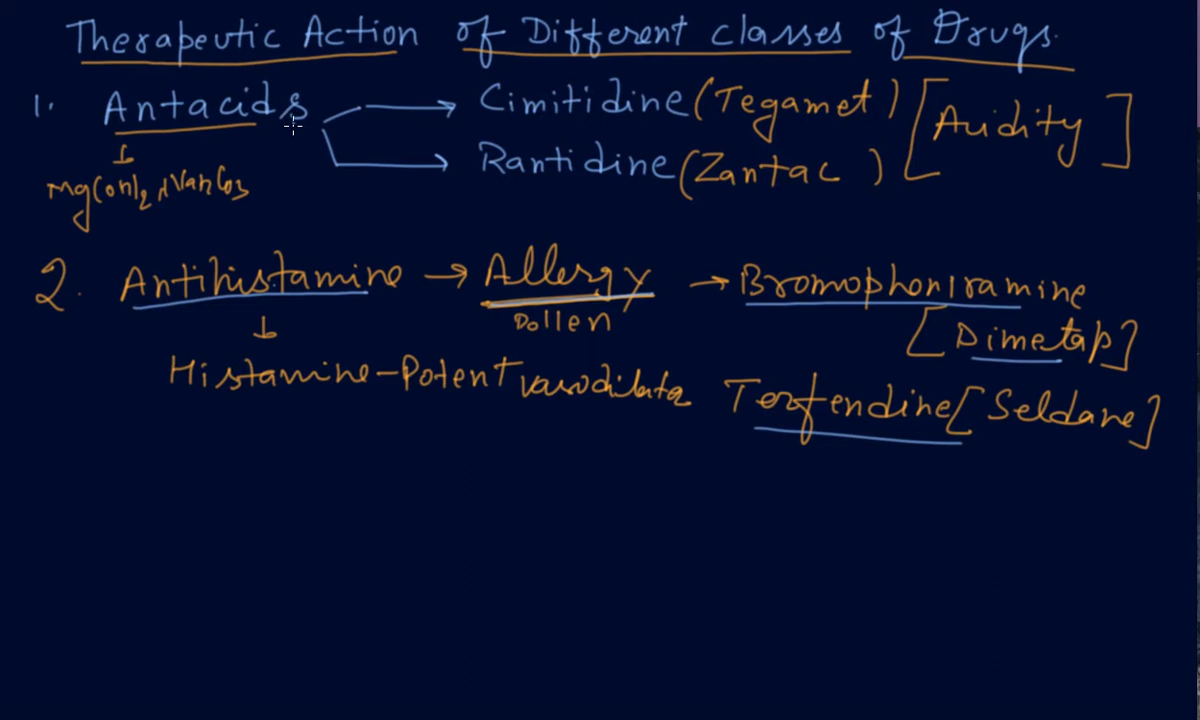 Therapeutic Action of Different classes of Drugs.
1. Antacids → Cimitidine (Tegamet) [Acidity]
→ Rantidine (Zantac)
↓
Mg(OH)2, NaHCO3
2. Antihistamine → Allergy → Bromophoniramine
Pollen [Dimetap]
↓
Histamine - Potent vasodilata Terfendine [Seldane]